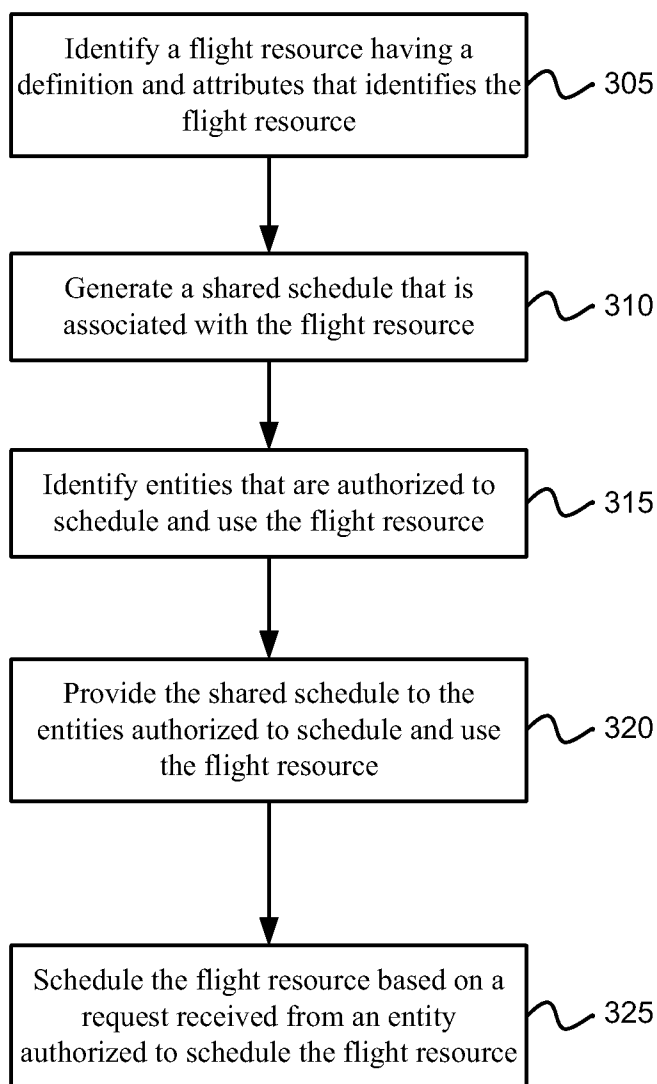 Identify a flight resource having a
definition and attributes that identifies the
flight resource
305
Generate a shared schedule that is
associated with the flight resource
310
Identify entities that are authorized to
schedule and use the flight resource
315
Provide the shared schedule to the
entities authorized to schedule and use
the flight resource
320
Schedule the flight resource based on a
request received from an entity
authorized to schedule the flight resource
325